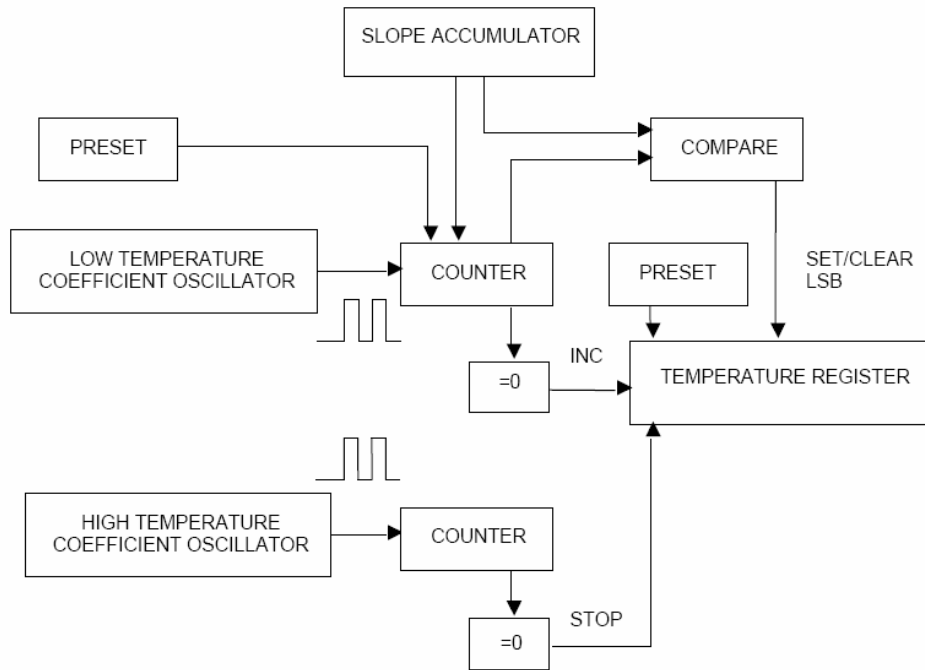 SLOPE ACCUMULATOR
PRESET
COMPARE
LOW TEMPERATURE
COEFFICIENT OSCILLATOR
COUNTER
PRESET
SET/CLEAR
LSB
=0
INC
TEMPERATURE REGISTER
HIGH TEMPERATURE
COEFFICIENT OSCILLATOR
COUNTER
=0
STOP